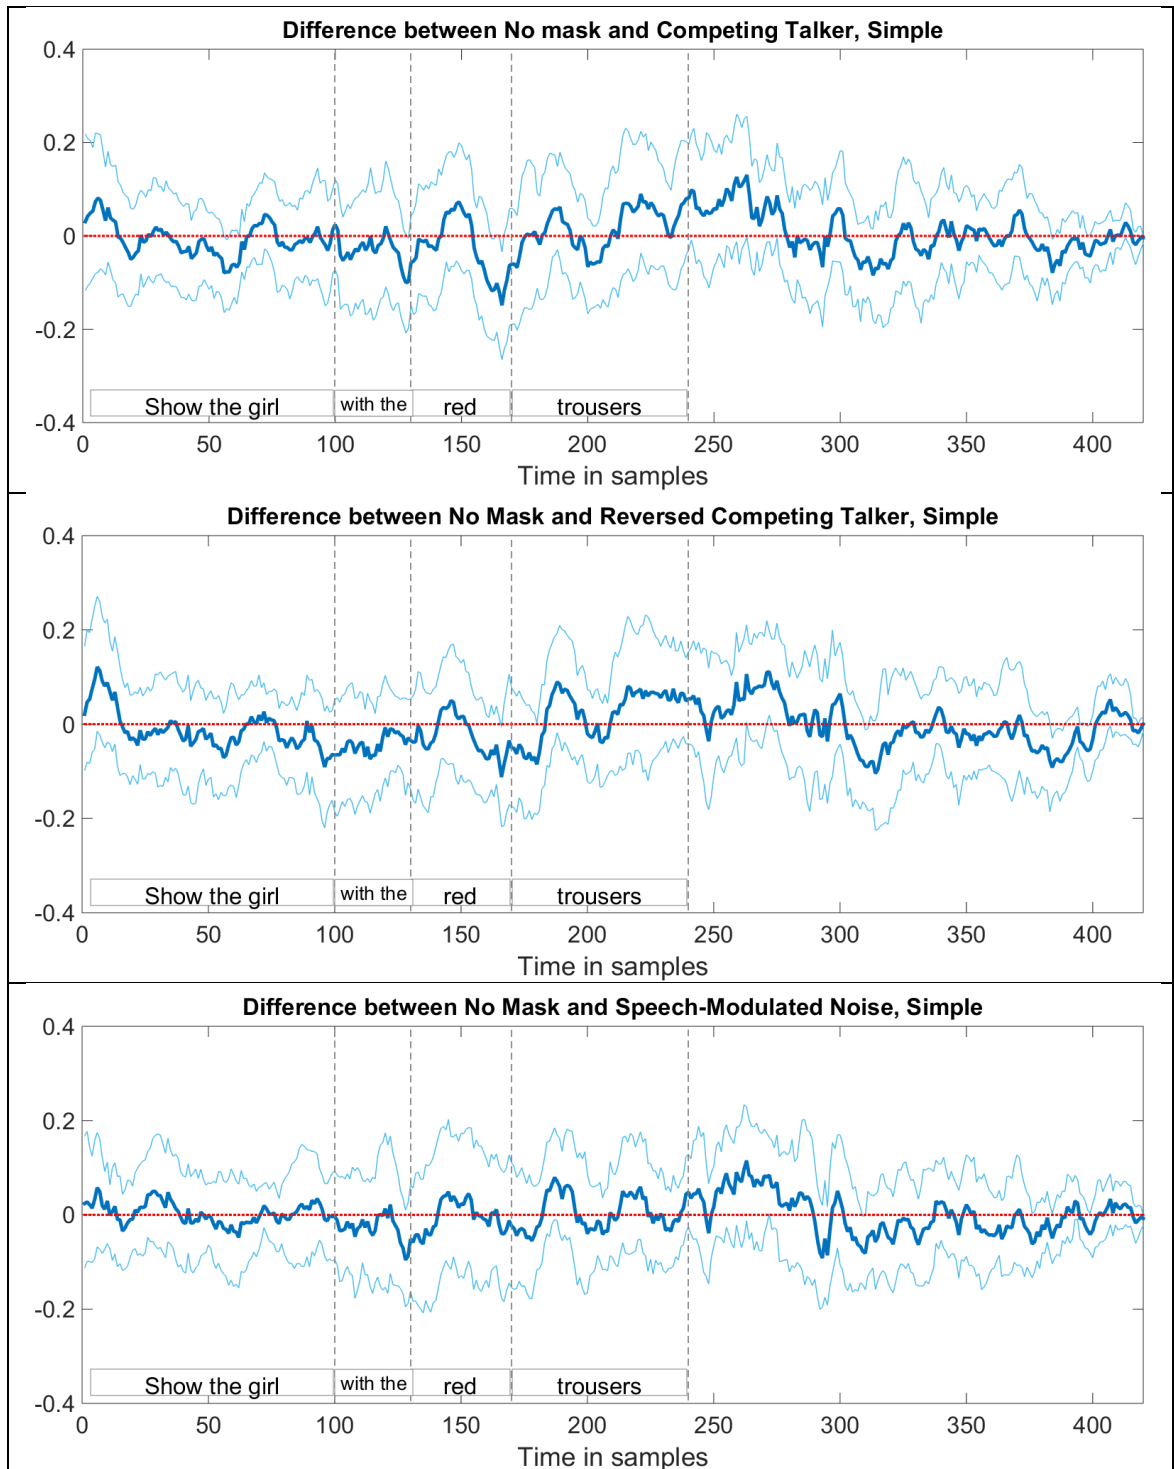 Difference between No mask and Competing Talker, Simple
0.4
0.2
0
-0.2
-0.4
Show the girl with the red trousers
0 50 100 150 200 250 300 350 400
Time in samples
Difference between No Mask and Reversed Competing Talker, Simple
0.4
0.2
0
-0.2
-0.4
Show the girl with the red trousers
0 50 100 150 200 250 300 350 400
Time in samples
Difference between No Mask and Speech-Modulated Noise, Simple
0.4
0.2
0
-0.2
-0.4
Show the girl with the red trousers
0 50 100 150 200 250 300 350 400
Time in samples